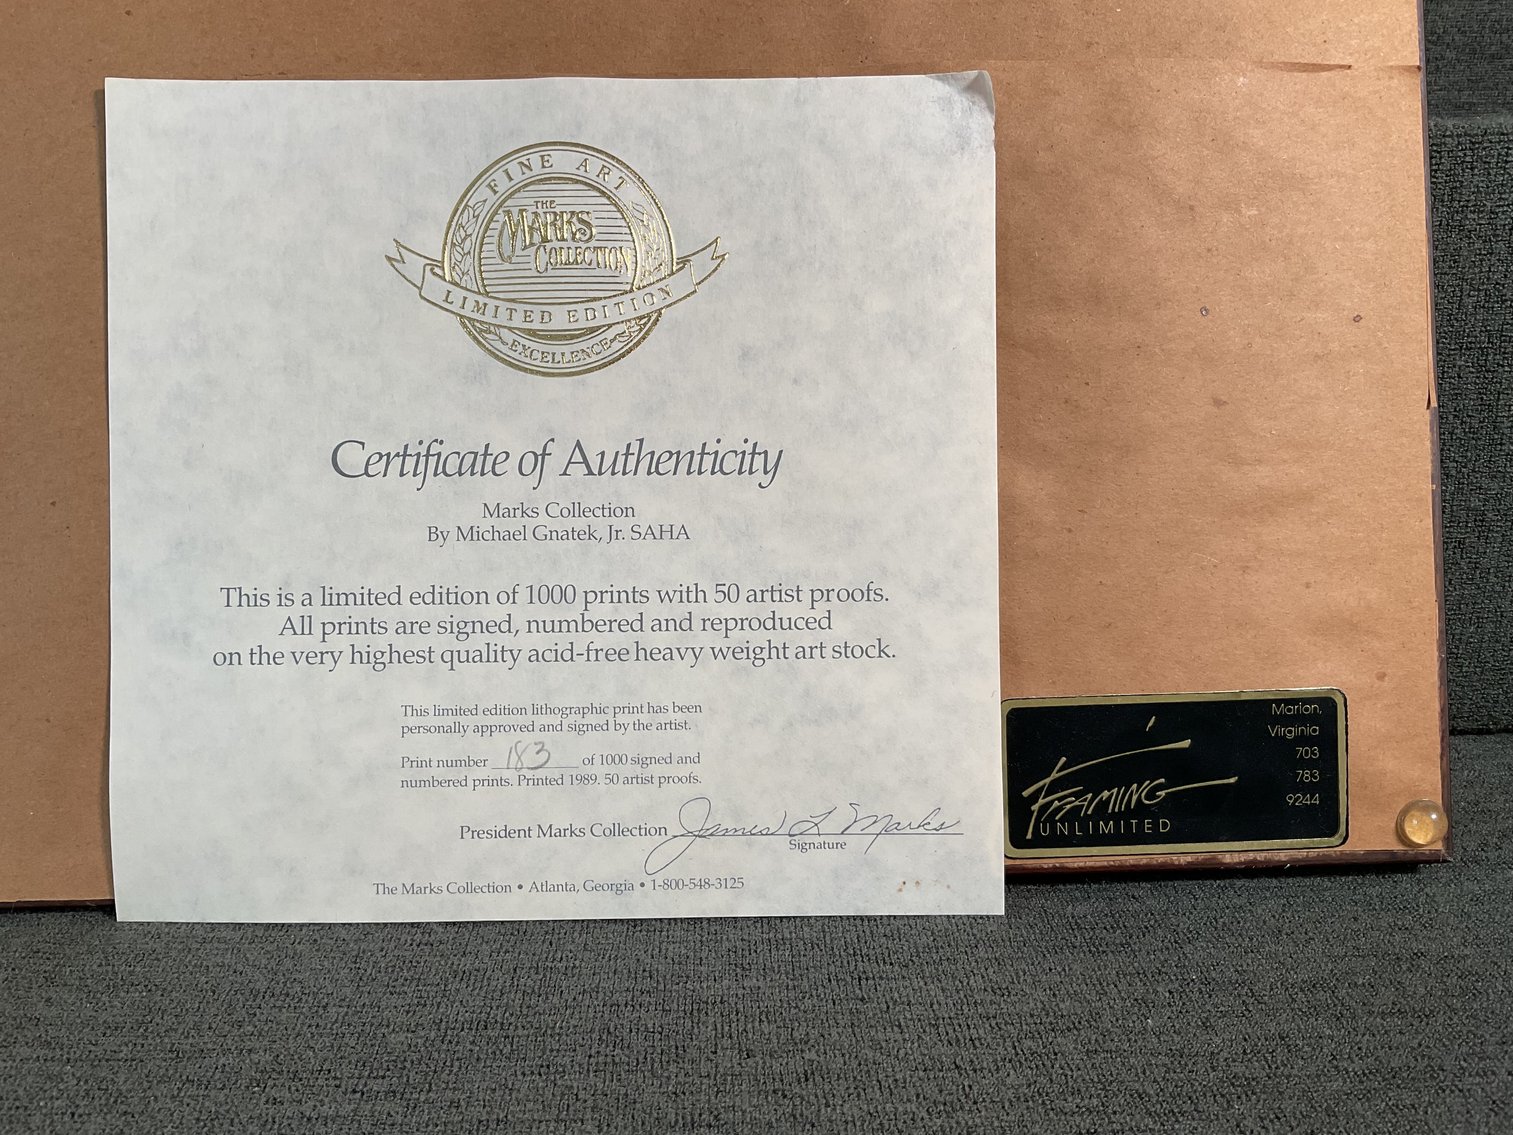 FINE ART
THE
MARKS
COLLECTION
LIMITED EDITION
EXCELLENCE
Certificate of Authenticity
Marks Collection
By Michael Gnatek, Jr. SAHA
This is a limited edition of 1000 prints with 50 artist proofs.
All prints are signed, numbered and reproduced
on the very highest quality acid-free heavy weight art stock.
This limited edition lithographic print has been
personally approved and signed by the artist.
Print number 183 of 1000 signed and
numbered prints. Printed 1989. 50 artist proofs.
President Marks Collection James L Marks
Signature
The Marks Collection • Atlanta, Georgia • 1-800-548-3125
Marion,
Virginia
703
783
9244
FRAMING
UNLIMITED